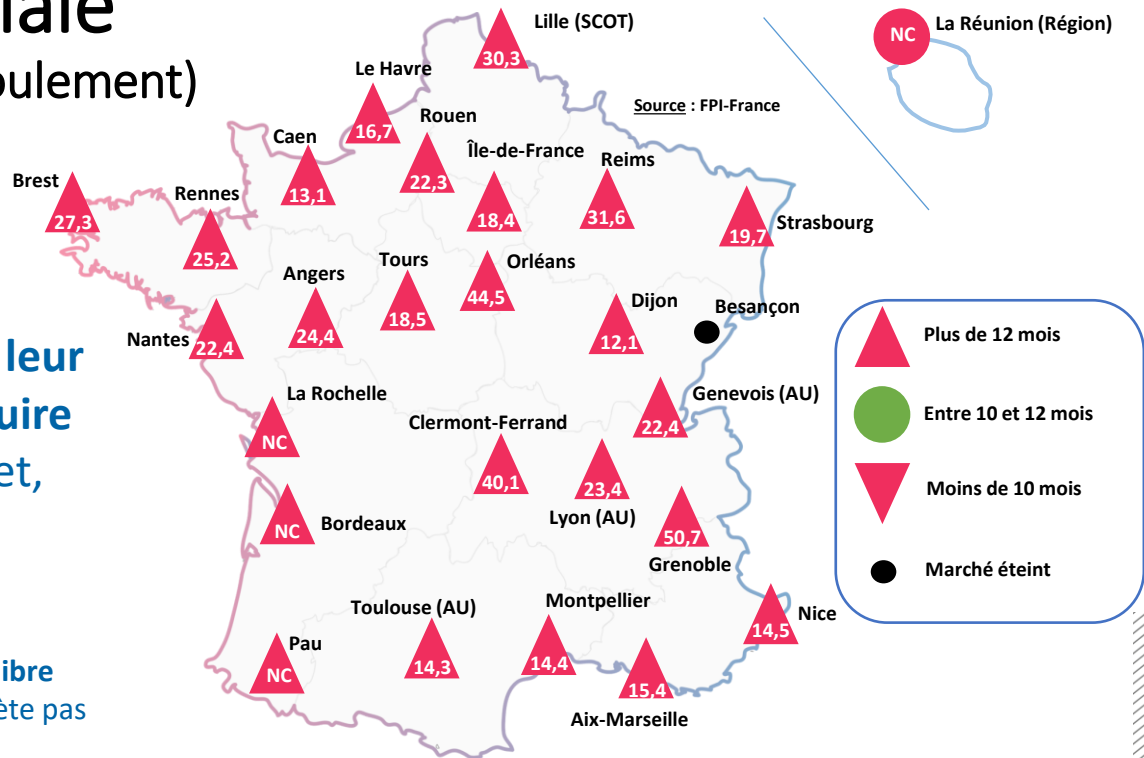 iale
oulement)
leur
uire
et,
ibre
ète pas
Lille (SCOT)
30,3
La Réunion (Région)
NC
Source : FPI-France
Le Havre
16,7
Rouen
22,3
Caen
13,1
Île-de-France
18,4
Reims
31,6
Brest
27,3
Rennes
25,2
Strasbourg
19,7
Angers
24,4
Tours
18,5
Orléans
44,5
Dijon
12,1
Besançon
Nantes
22,4
La Rochelle
NC
Genevois (AU)
22,4
Clermont-Ferrand
40,1
23,4
Lyon (AU)
Bordeaux
NC
50,7
Grenoble
Toulouse (AU)
14,3
Montpellier
14,4
Nice
14,5
Pau
NC
15,4
Aix-Marseille
Plus de 12 mois
Entre 10 et 12 mois
Moins de 10 mois
Marché éteint